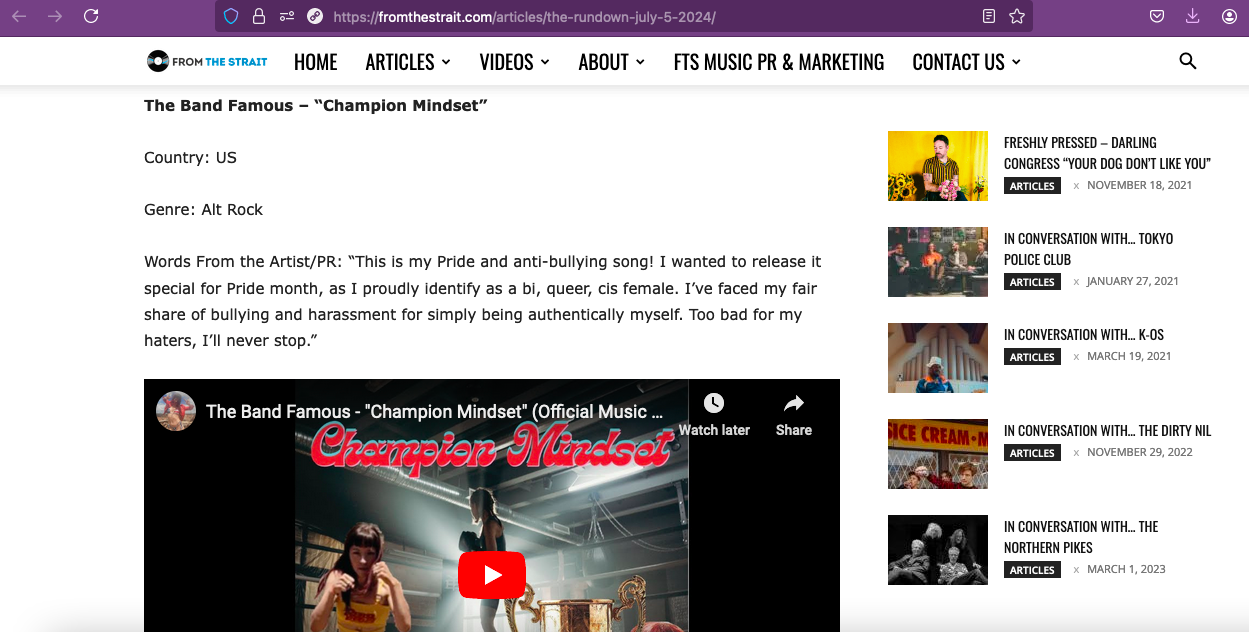 https://fromthestrait.com/articles/the-rundown-july-5-2024/
FROM THE STRAIT
HOME
ARTICLES
VIDEOS
ABOUT
FTS MUSIC PR & MARKETING
CONTACT US
The Band Famous – “Champion Mindset”
Country: US
Genre: Alt Rock
Words From the Artist/PR: “This is my Pride and anti-bullying song! I wanted to release it
special for Pride month, as I proudly identify as a bi, queer, cis female. I’ve faced my fair
share of bullying and harassment for simply being authentically myself. Too bad for my
haters, I’ll never stop.”
The Band Famous - "Champion Mindset" (Official Music ...
Watch later
Share
Champion Mindset
FRESHLY PRESSED – DARLING
CONGRESS “YOUR DOG DON’T LIKE YOU”
ARTICLES x NOVEMBER 18, 2021
IN CONVERSATION WITH… TOKYO
POLICE CLUB
ARTICLES x JANUARY 27, 2021
IN CONVERSATION WITH… K-OS
ARTICLES x MARCH 19, 2021
ICE CREAM
IN CONVERSATION WITH… THE DIRTY NIL
ARTICLES x NOVEMBER 29, 2022
IN CONVERSATION WITH… THE
NORTHERN PIKES
ARTICLES x MARCH 1, 2023